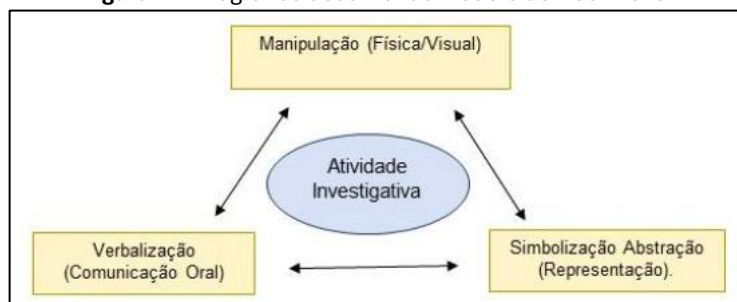 Manipulação (Física/Visual)
Atividade
Investigativa
Verbalização
(Comunicação Oral)
Simbolização Abstração
(Representação).